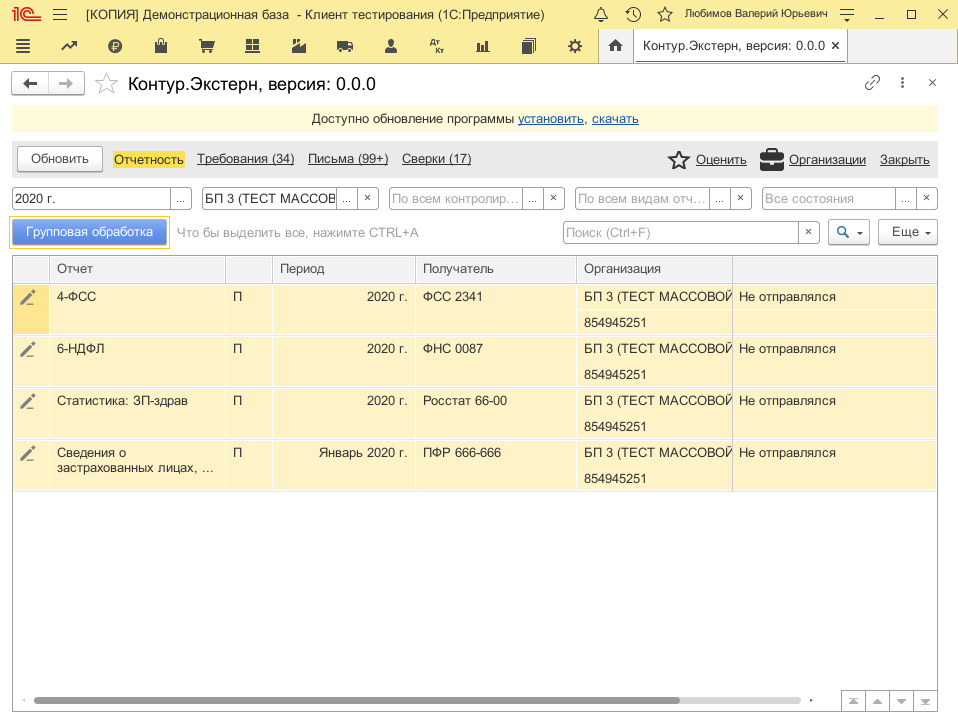 1С [КОПИЯ] Демонстрационная база - Клиент тестирования (1С:Предприятие) Любимов Валерий Юрьевич
Дт Кт Контур.Экстерн, версия: 0.0.0 ×
Контур.Экстерн, версия: 0.0.0
Доступно обновление программы установить, скачать
Обновить Отчетность Требования (34) Письма (99+) Сверки (17) Оценить Организации Закрыть
2020 г. ... БП 3 (ТЕСТ МАССОВ ... × По всем контролир... ... × По всем видам отч... ... × Все состояния ... ×
Групповая обработка Что бы выделить все, нажмите CTRL+A Поиск (Ctrl+F) × Еще
Отчет Период Получатель Организация
4-ФСС П 2020 г. ФСС 2341 БП 3 (ТЕСТ МАССОВОЙ Не отправлялся
854945251
6-НДФЛ П 2020 г. ФНС 0087 БП 3 (ТЕСТ МАССОВОЙ Не отправлялся
854945251
Статистика: ЗП-здрав П 2020 г. Росстат 66-00 БП 3 (ТЕСТ МАССОВОЙ Не отправлялся
854945251
Сведения о П Январь 2020 г. ПФР 666-666 БП 3 (ТЕСТ МАССОВОЙ Не отправлялся
застрахованных лицах, ...
854945251